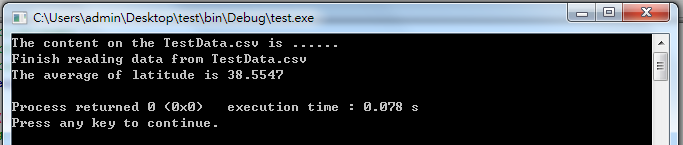 C:\Users\admin\Desktop\test\bin\Debug\test.exe
The content on the TestData.csv is ......
Finish reading data from TestData.csv
The average of latitude is 38.5547
Process returned 0 (0x0)   execution time : 0.078 s
Press any key to continue.